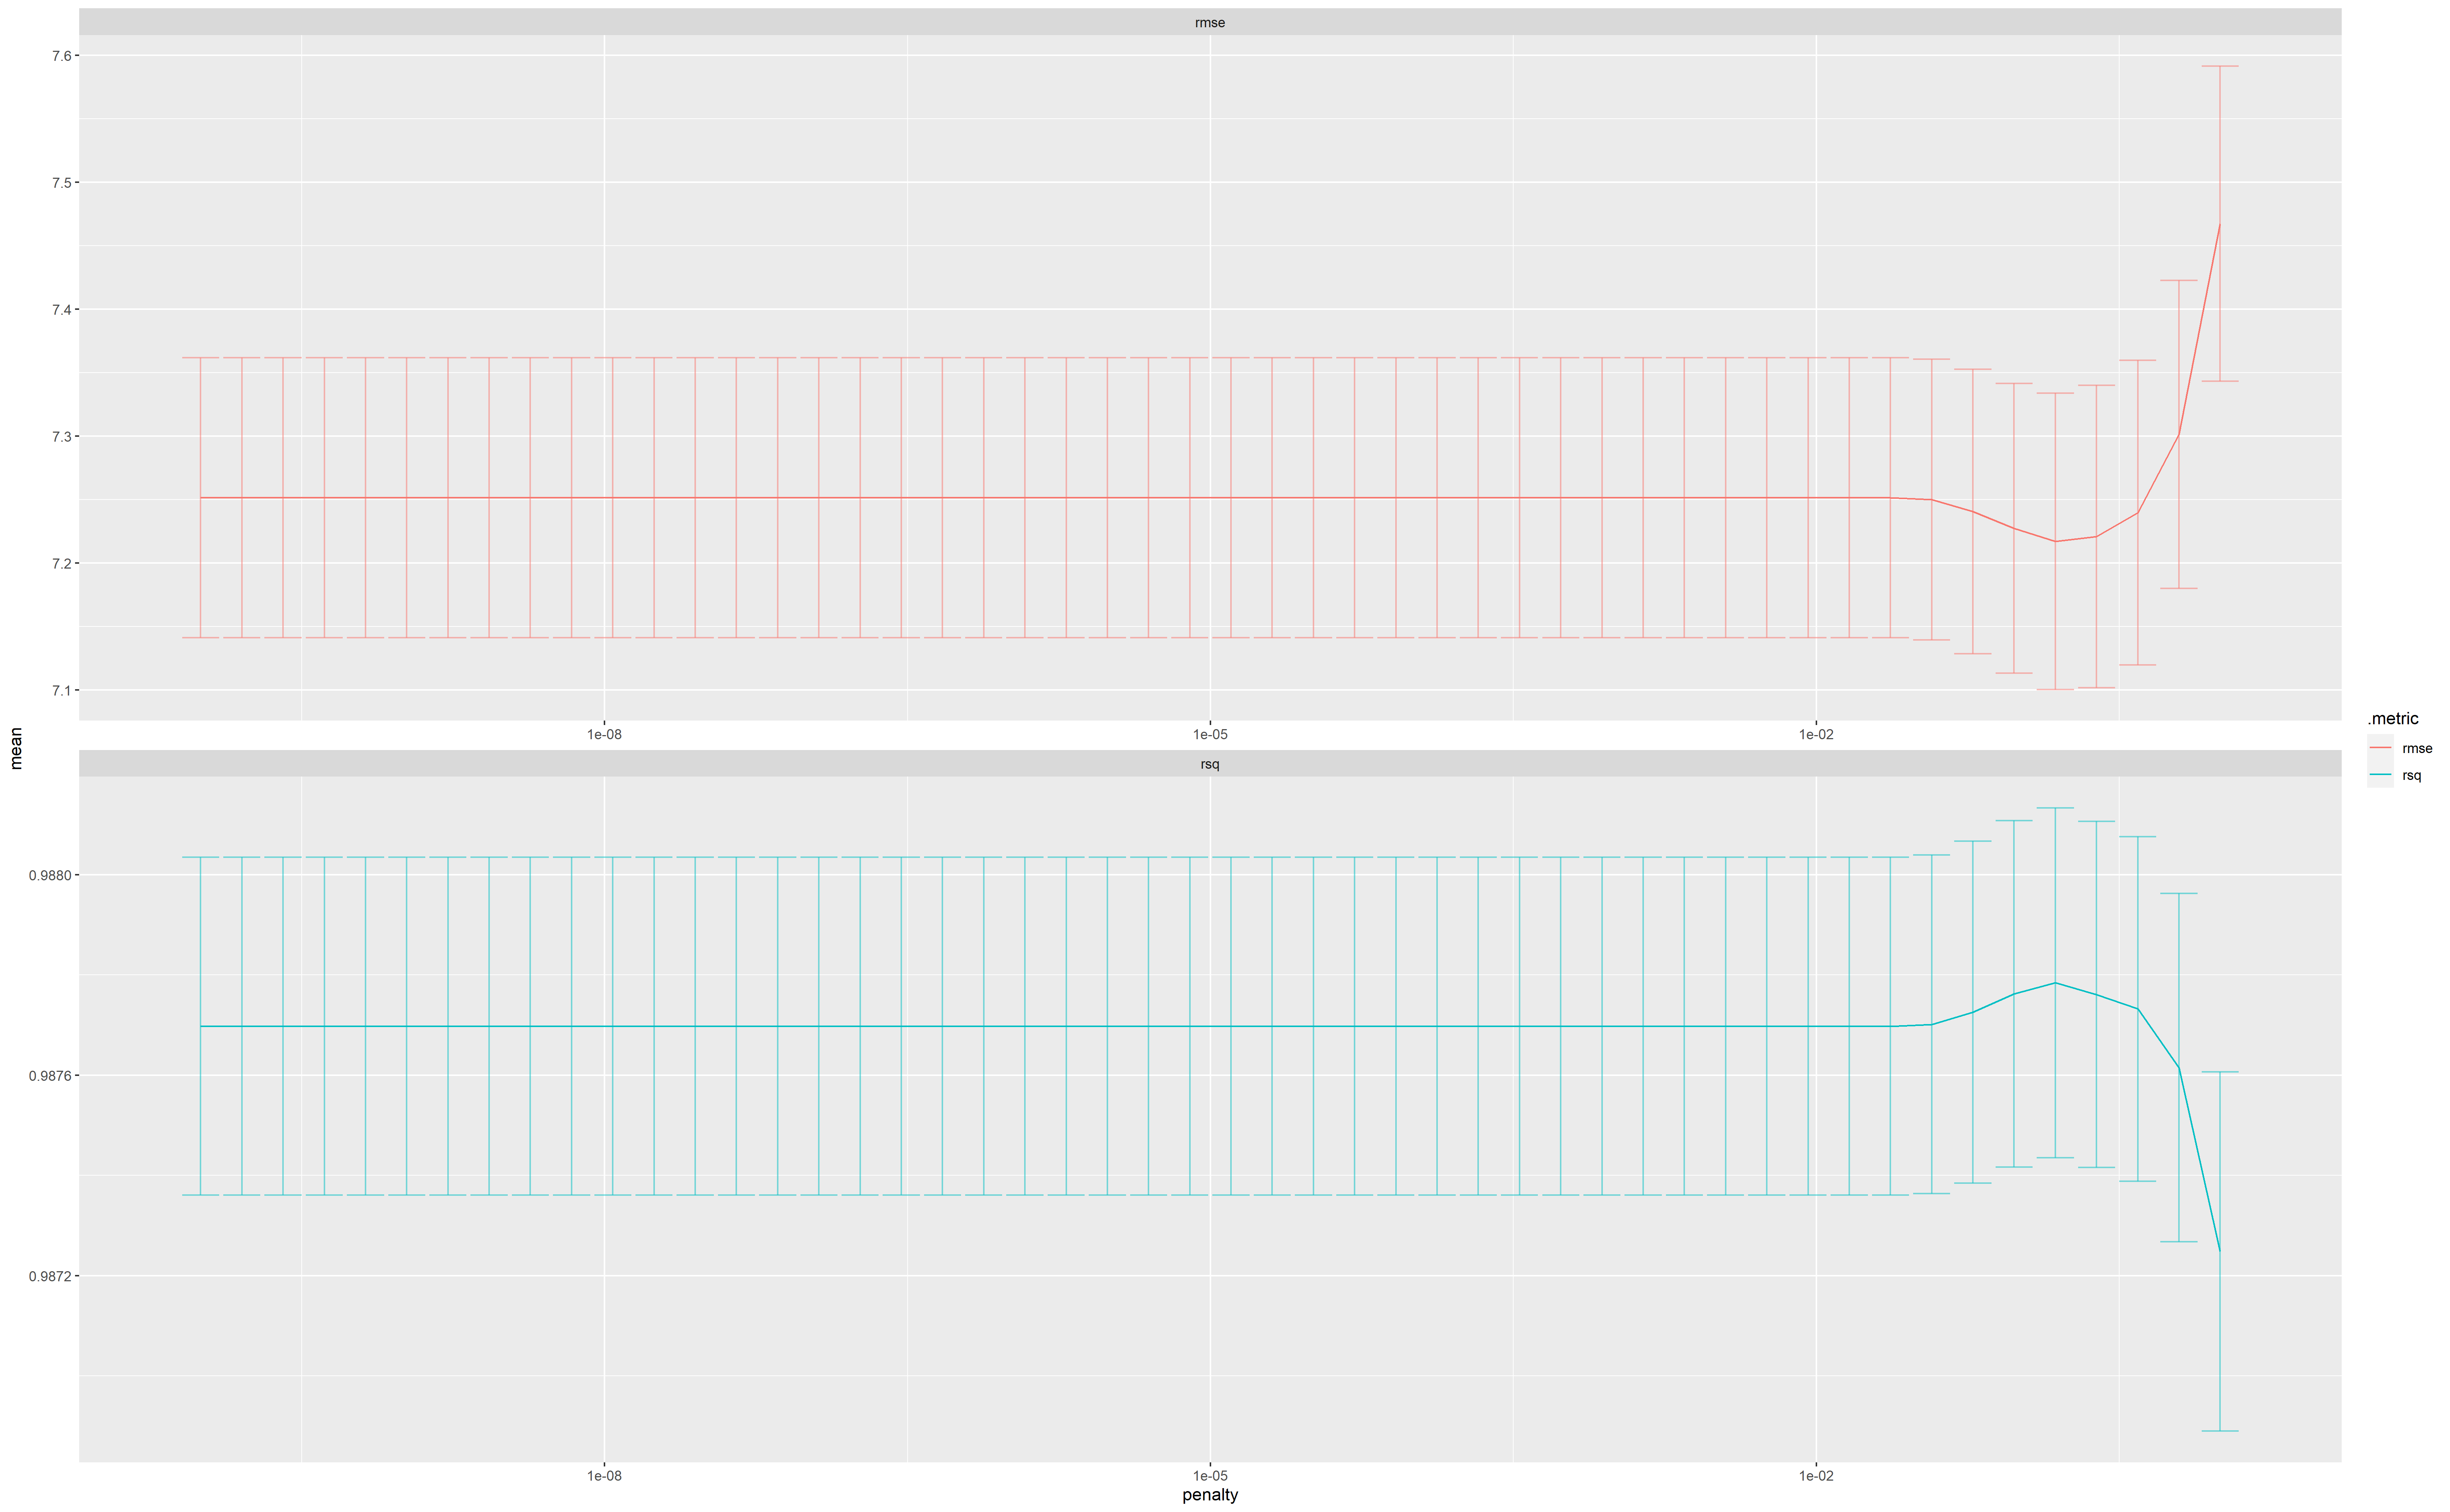 rmse
7.6
7.5
7.4
7.3
7.2
7.1
1e-08
1e-05
1e-02
mean
rsq
0.9880
0.9876
0.9872
1e-08
1e-05
1e-02
penalty
.metric
rmse
rsq